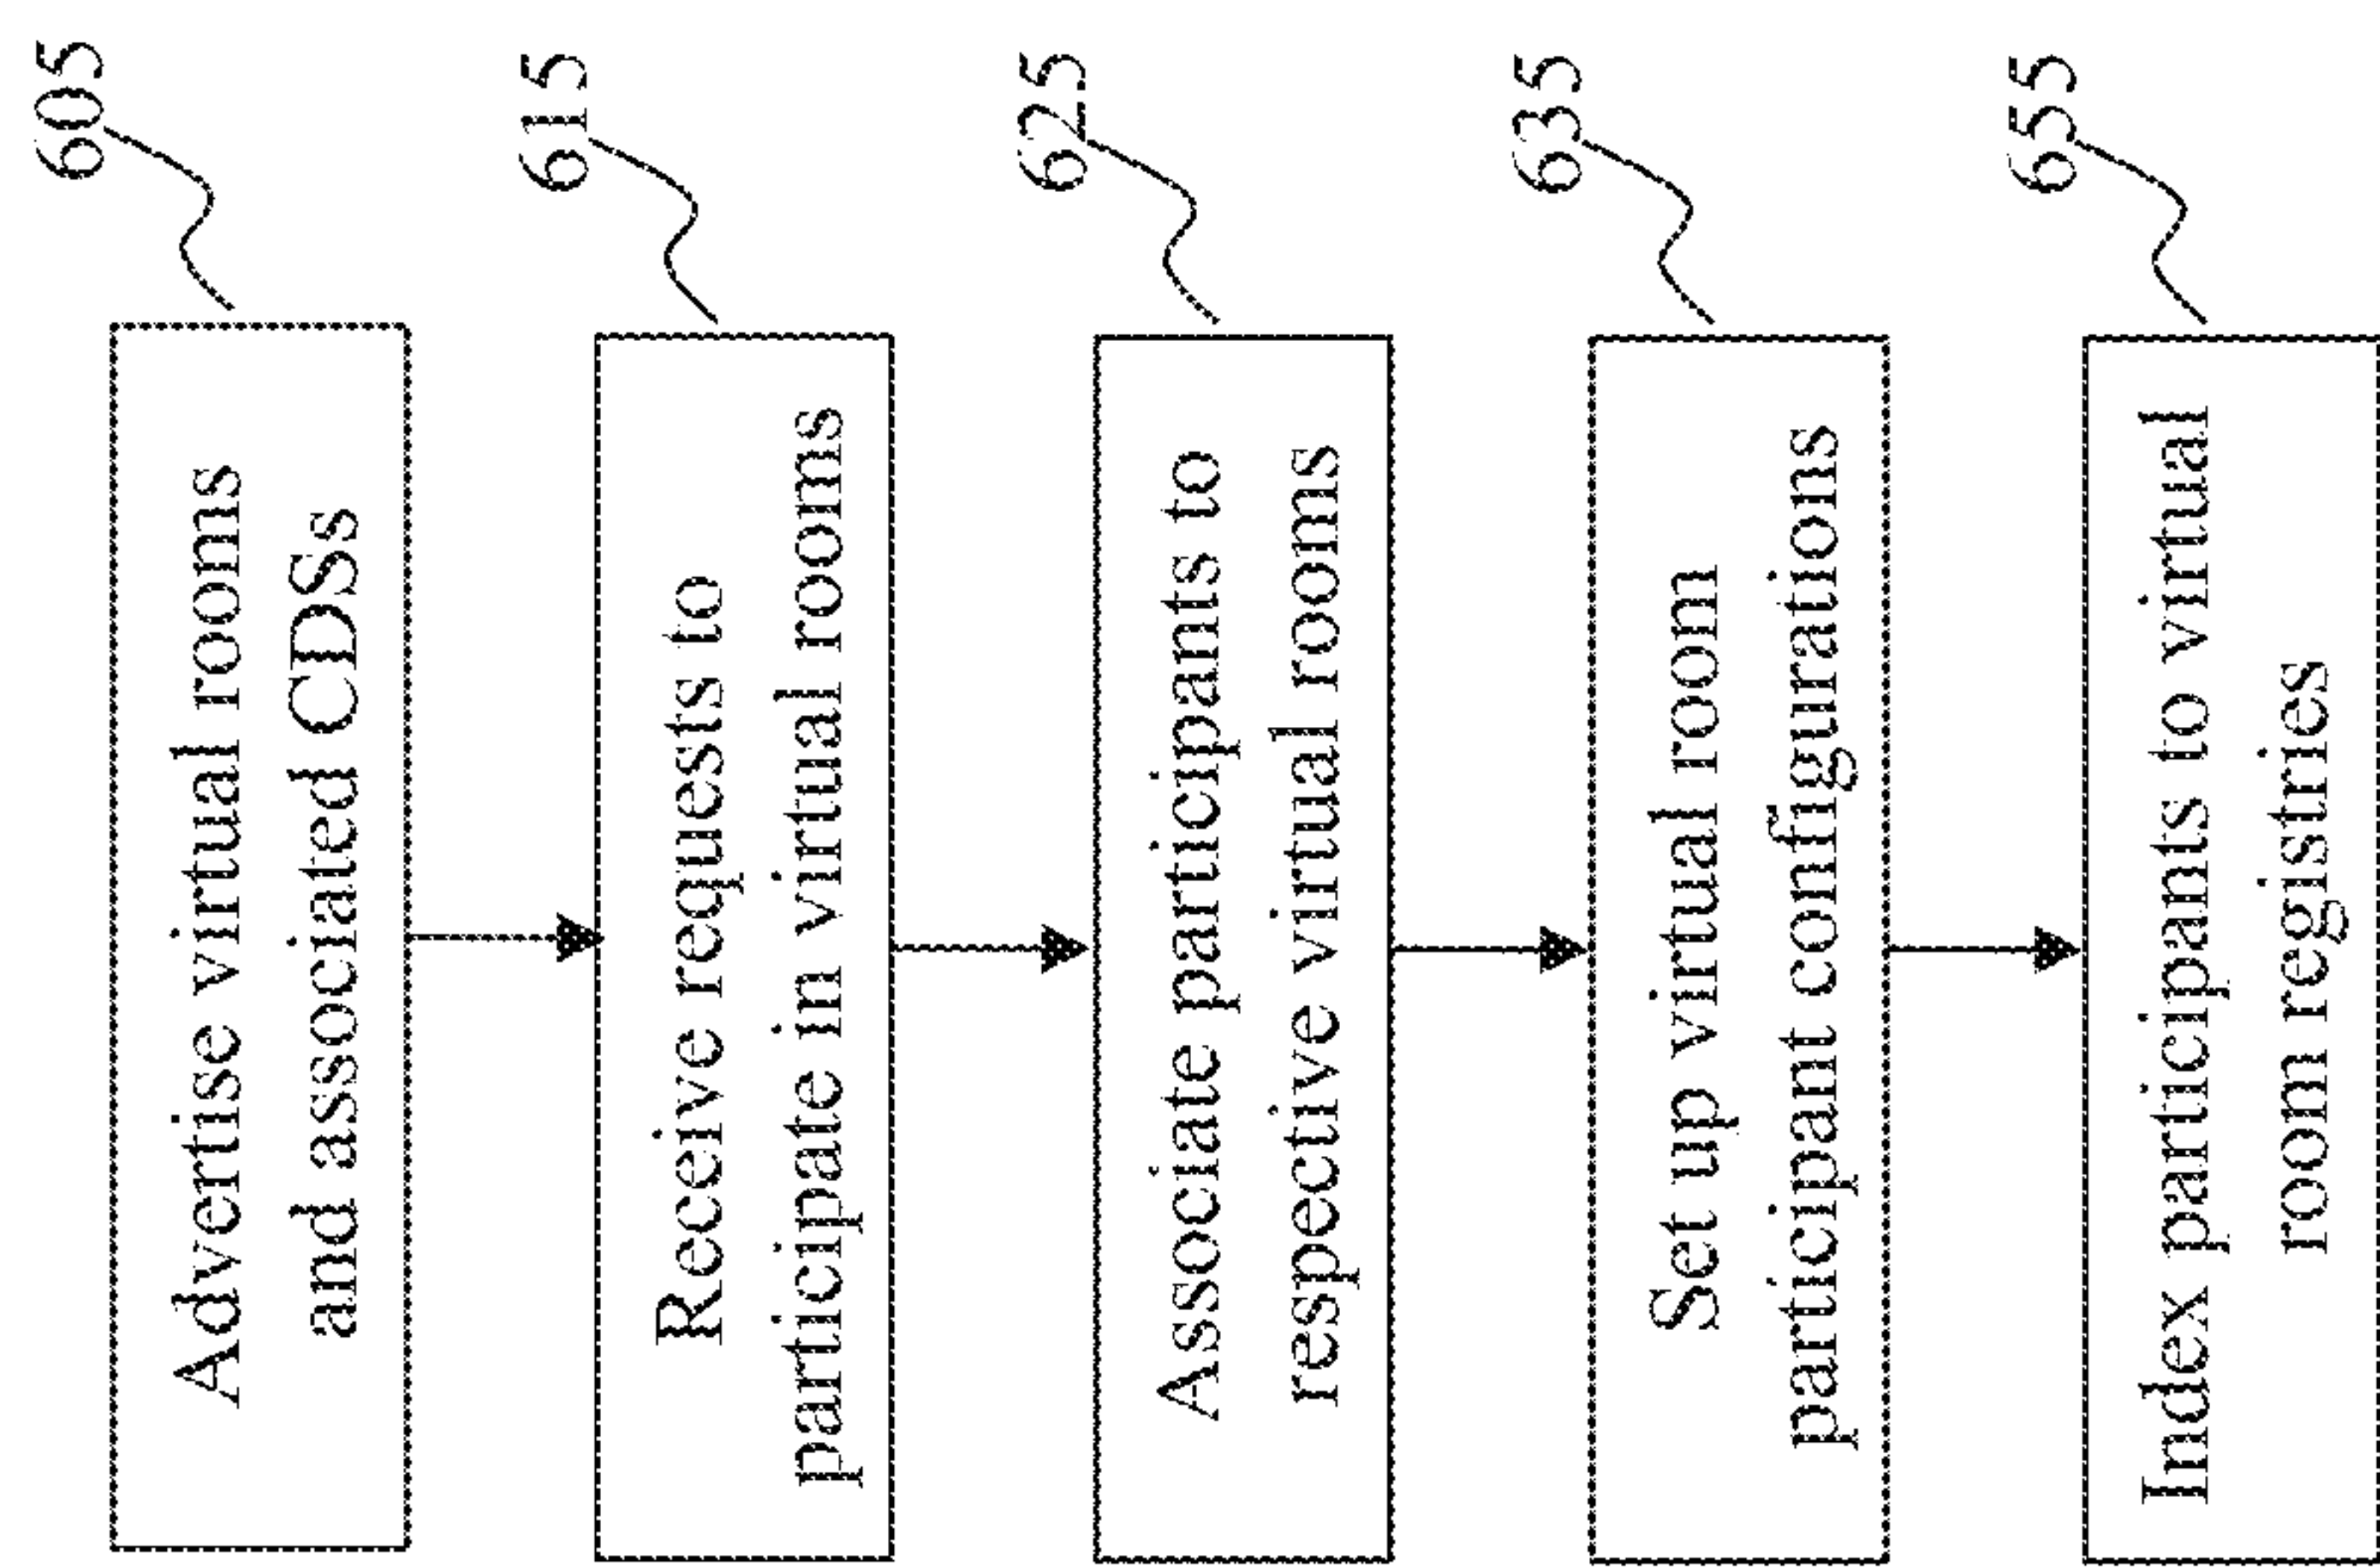 605
Advertise virtual rooms
and associated CDSs
615
Receive requests to
participate in virtual rooms
625
Associate participants to
respective virtual rooms
635
Set up virtual room
participant configurations
655
Index participants to virtual
room registries